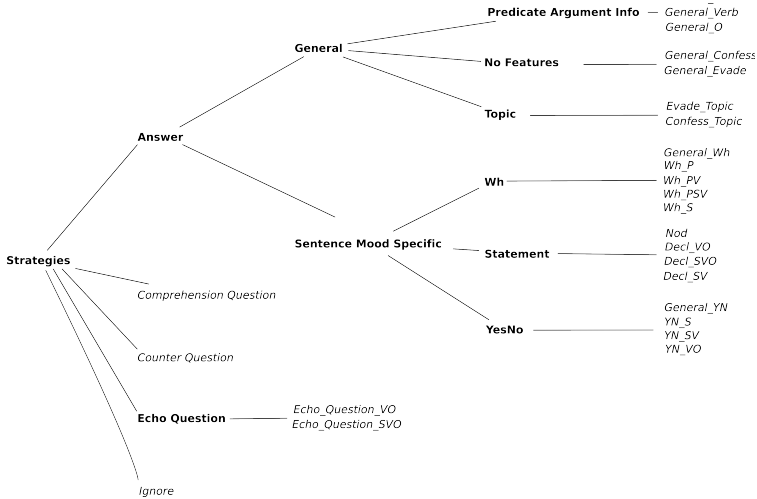 Predicate Argument Info
General_Verb
General_O
General
No Features
General_Confess
General_Evade
Topic
Evade_Topic
Confess_Topic
Answer
General_Wh
Wh_P
Wh
Wh_PV
Wh_PSV
Wh_S
Sentence Mood Specific
Nod
Decl_VO
Statement
Decl_SVO
Decl_SV
Strategies
Comprehension Question
General_YN
YN_S
YesNo
YN_SV
YN_VO
Counter Question
Echo Question
Echo_Question_VO
Echo_Question_SVO
Ignore